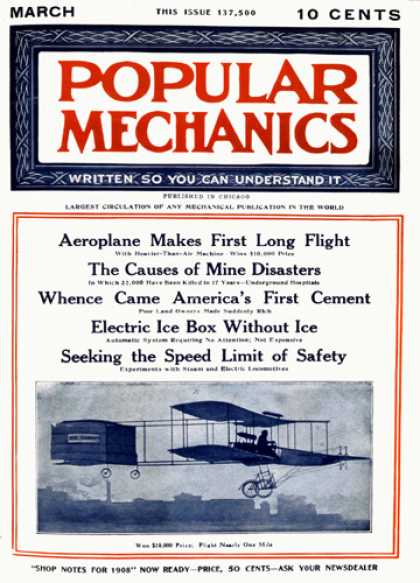 MARCH
THIS ISSUE 137,500
10 CENTS
POPULAR
MECHANICS
WRITTEN SO YOU CAN UNDERSTAND IT
PUBLISHED IN CHICAGO
LARGEST CIRCULATION OF ANY MECHANICAL PUBLICATION IN THE WORLD
Aeroplane Makes First Long Flight
With Heavier-Than-Air Machine—Wins $10,000 Prize
The Causes of Mine Disasters
In Which 22,000 Have Been Killed in 17 Years—Underground Hospitals
Whence Came America's First Cement
Poor Land Owners Made Suddenly Rich
Electric Ice Box Without Ice
Automatic System Requiring No Attention; Not Expensive
Seeking the Speed Limit of Safety
Experiments with Steam and Electric Locomotives
Won $10,000 Prize; Flight Nearly One Mile
"SHOP NOTES FOR 1908" NOW READY—PRICE, 50 CENTS—ASK YOUR NEWSDEALER